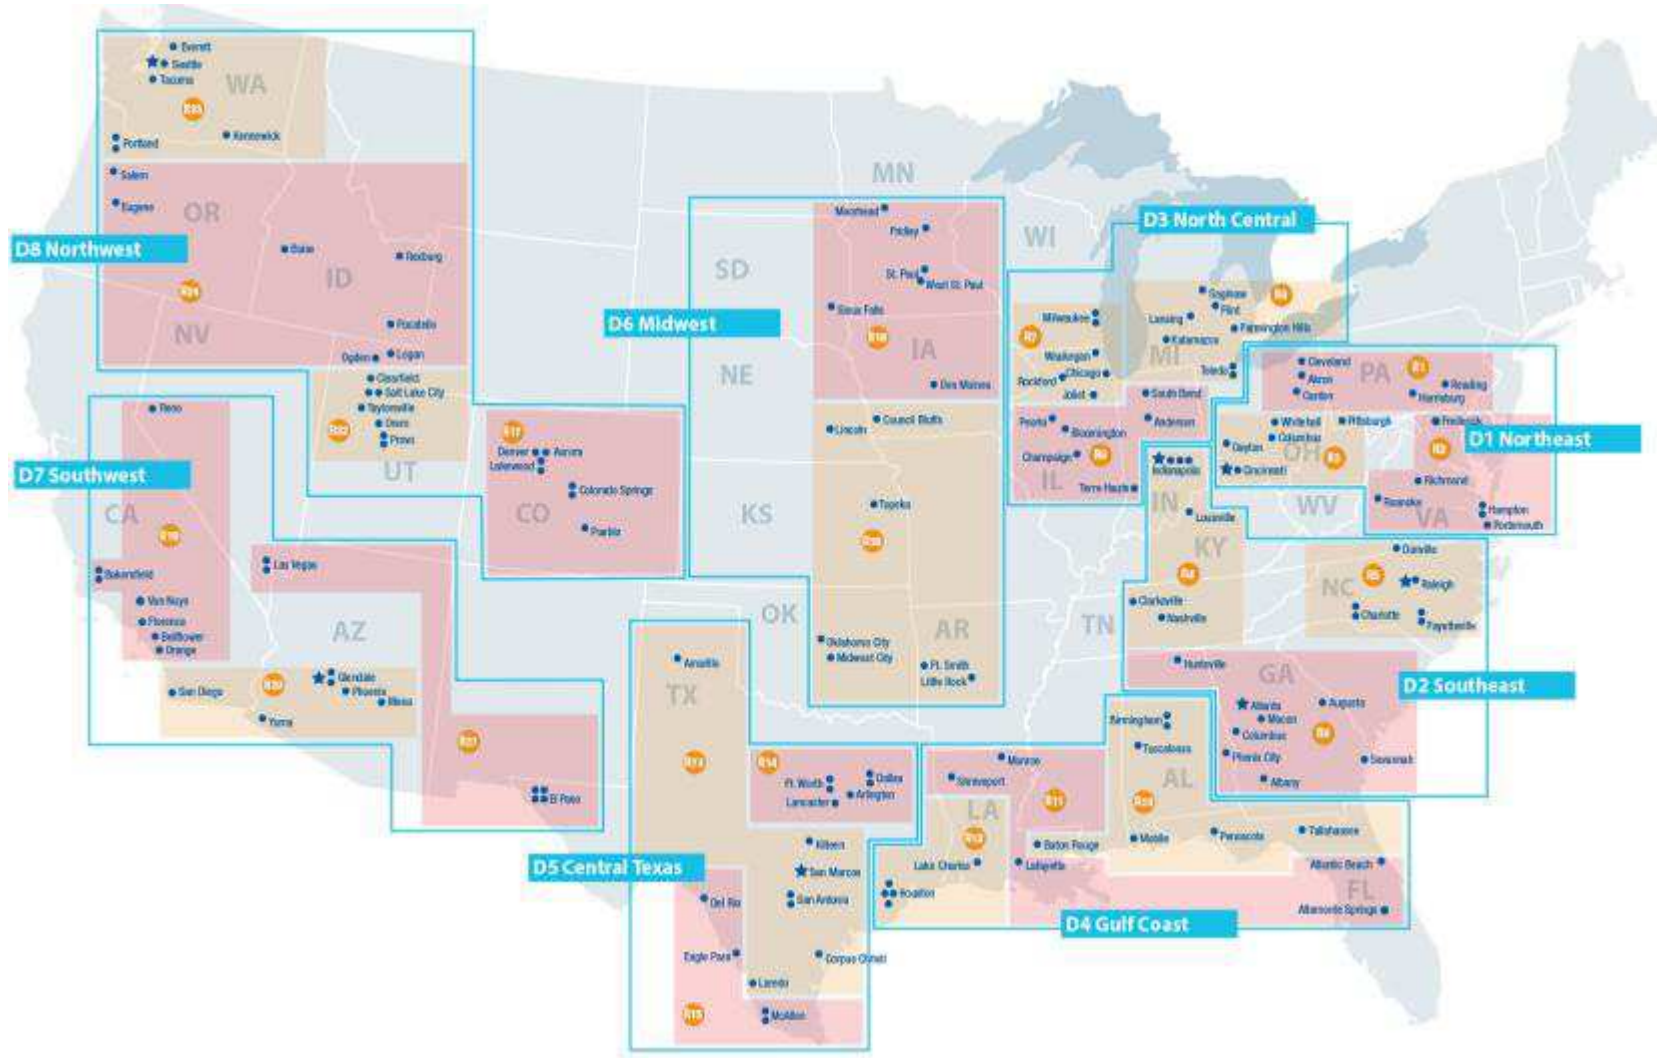 Everett
Seattle
Tacoma
WA
Portland
Kennewick
Salem
Eugene
OR
Boise
Rexburg
ID
D8 Northwest
NV
Pocatello
Ogden
Logan
Clearfield
Salt Lake City
Taylorsville
Orem
Provo
UT
Reno
D7 Southwest
CA
Bakersfield
Van Nuys
Florence
Bellflower
Orange
Las Vegas
AZ
San Diego
Yuma
Glendale
Phoenix
Mesa
El Paso
R17
Denver
Aurora
Lakewood
Colorado Springs
CO
Pueblo
MN
Moorhead
Fridley
St. Paul
West St. Paul
SD
Sioux Falls
D6 Midwest
IA
NE
Des Moines
Council Bluffs
Lincoln
Topeka
KS
OK
AR
Oklahoma City
Midwest City
Ft. Smith
Little Rock
TX
Amarillo
R14
Ft. Worth
Dallas
Lancaster
Arlington
Killeen
D5 Central Texas
San Marcos
San Antonio
Del Rio
Eagle Pass
Corpus Christi
Laredo
R15
McAllen
WI
D3 North Central
Saginaw
Flint
Lansing
Farmington Hills
Kalamazoo
MI
Toledo
Milwaukee
R7
Waukegan
Chicago
Rockford
Joliet
South Bend
Anderson
Peoria
Bloomington
Champaign
IL
Terre Haute
Indianapolis
IN
Cleveland
Akron
Canton
PA
R1
Reading
Harrisburg
Whitehall
Columbus
Pittsburgh
Dayton
OH
R3
Cincinnati
Frederick
R2
D1 Northeast
Richmond
Roanoke
WV
VA
Hampton
Portsmouth
Louisville
KY
Clarksville
Nashville
TN
Danville
NC
R5
Raleigh
Charlotte
Fayetteville
Huntsville
GA
D2 Southeast
Atlanta
Augusta
Macon
Columbus
Phenix City
Savannah
Albany
Birmingham
Tuscaloosa
AL
Mobile
Pensacola
Tallahassee
Monroe
Shreveport
R11
LA
Baton Rouge
Lake Charles
Lafayette
Houston
Atlantic Beach
FL
Altamonte Springs
D4 Gulf Coast